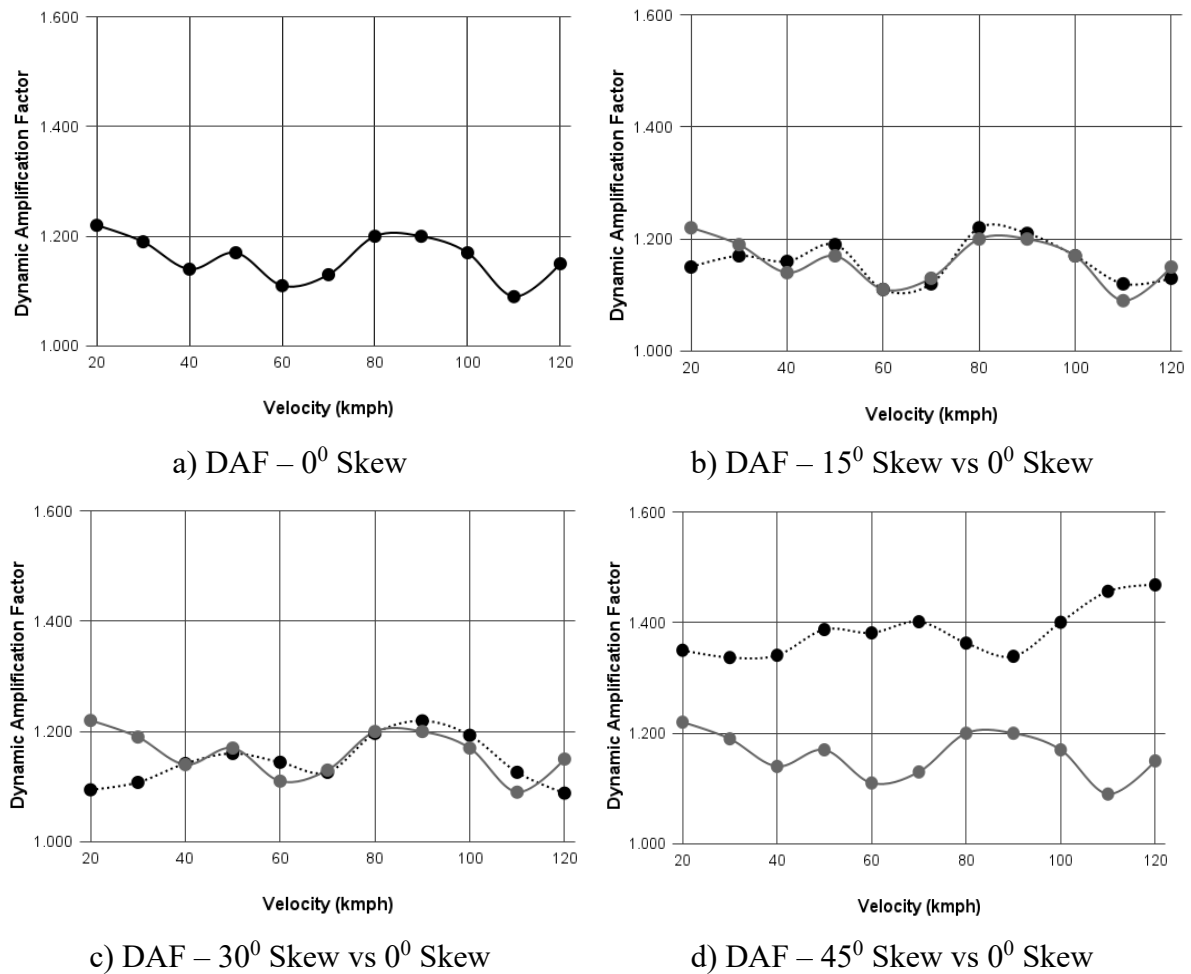 1.600
1.400
1.200
1.000
Dynamic Amplification Factor
20 40 60 80 100 120
Velocity (kmph)
a) DAF – 0⁰ Skew
1.600
1.400
1.200
1.000
Dynamic Amplification Factor
20 40 60 80 100 120
Velocity (kmph)
b) DAF – 15⁰ Skew vs 0⁰ Skew
1.600
1.400
1.200
1.000
Dynamic Amplification Factor
20 40 60 80 100 120
Velocity (kmph)
c) DAF – 30⁰ Skew vs 0⁰ Skew
1.600
1.400
1.200
1.000
Dynamic Amplification Factor
20 40 60 80 100 120
Velocity (kmph)
d) DAF – 45⁰ Skew vs 0⁰ Skew